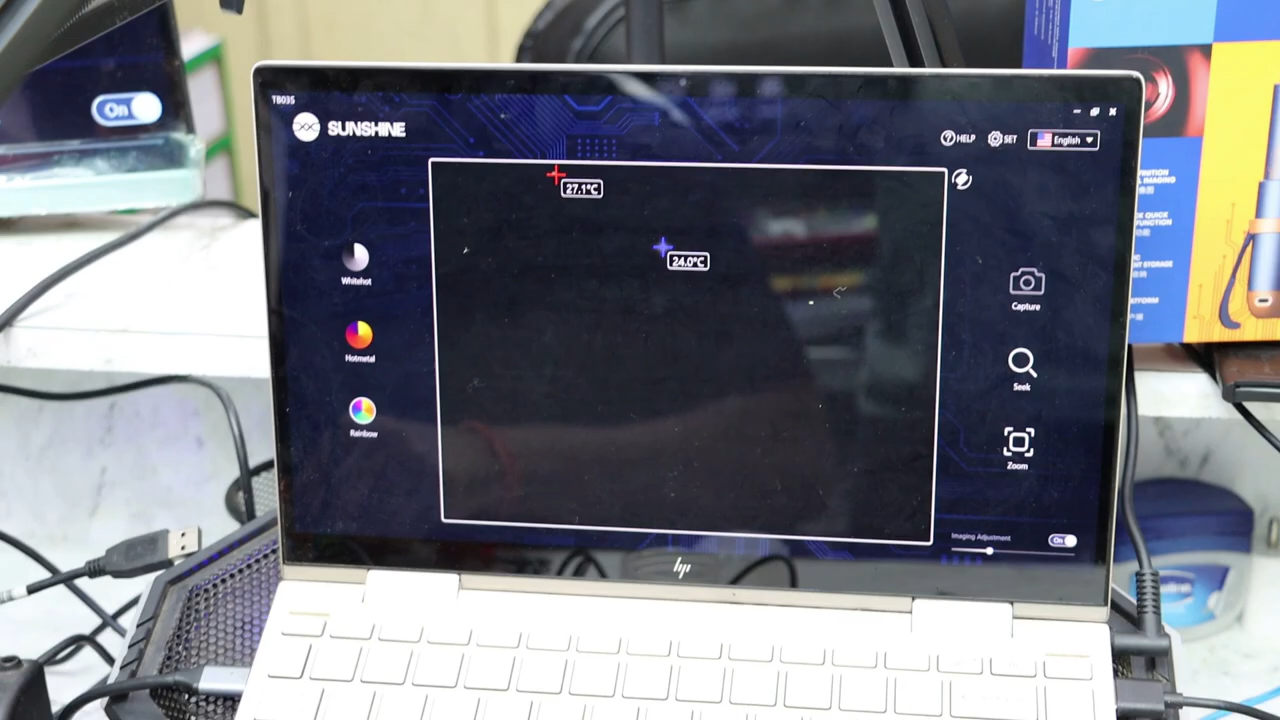 On
TB03S
SUNSHINE
HELP
SET
English
27.1°C
24.0°C
Whitehot
Hotmetal
Rainbow
Capture
Seek
Zoom
Imaging Adjustment
On
hp